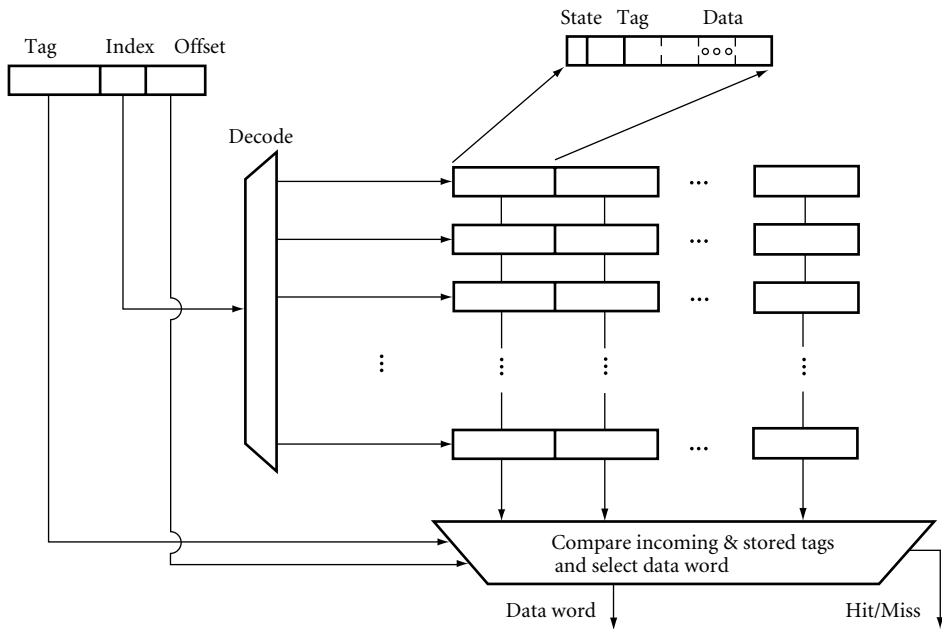 State Tag Data
Tag Index Offset
Decode
...
...
...
...
Compare incoming & stored tags
and select data word
Data word Hit/Miss